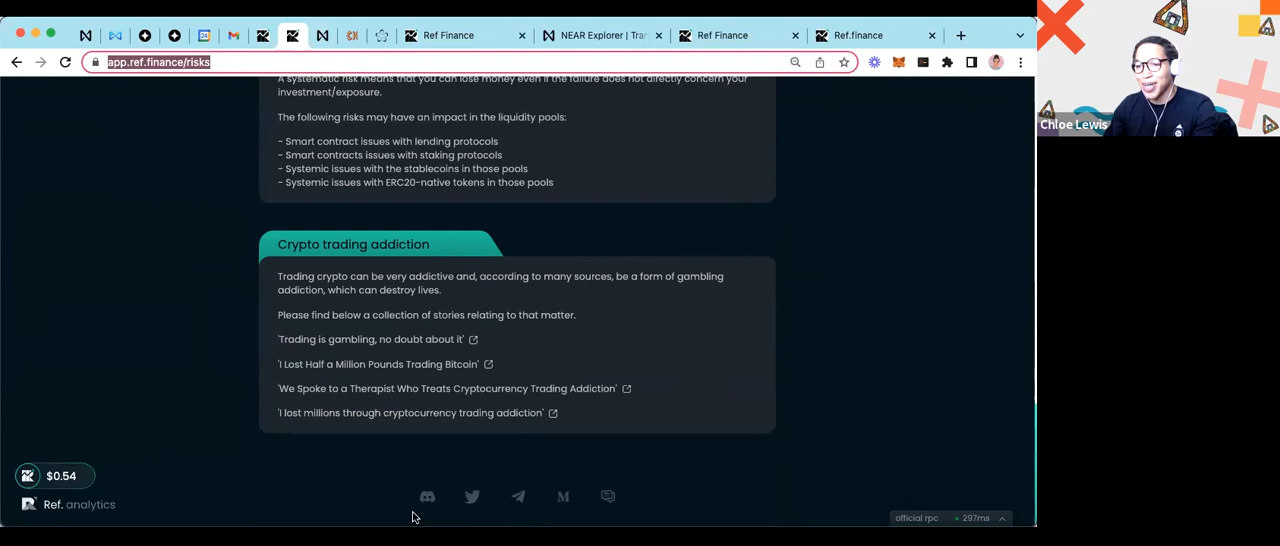 Ref Finance
NEAR Explorer | Tra
Ref Finance
Ref.finance
app.ref.finance/risks
A systematic risk means that you can lose money even if the failure does not directly concern your
investment/exposure.
The following risks may have an impact in the liquidity pools:
- Smart contract issues with lending protocols
- Smart contracts issues with staking protocols
- Systemic issues with the stablecoins in those pools
- Systemic issues with ERC20-native tokens in those pools
Crypto trading addiction
Trading crypto can be very addictive and, according to many sources, be a form of gambling
addiction, which can destroy lives.
Please find below a collection of stories relating to that matter.
'Trading is gambling, no doubt about it'
'I Lost Half a Million Pounds Trading Bitcoin'
'We Spoke to a Therapist Who Treats Cryptocurrency Trading Addiction'
'I lost millions through cryptocurrency trading addiction'
$0.54
Ref. analytics
official rpc
297ms
Chloe Lewis